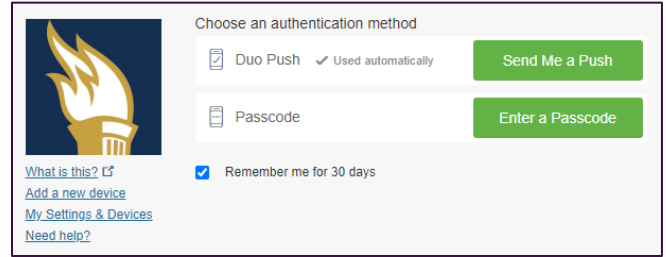 Choose an authentication method
Duo Push ✓ Used automatically
Send Me a Push
Passcode
Enter a Passcode
Remember me for 30 days
What is this?
Add a new device
My Settings & Devices
Need help?